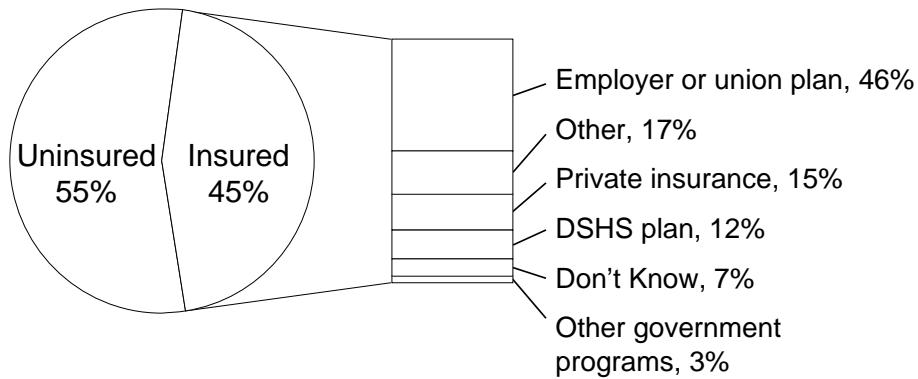 Uninsured
55%
Insured
45%
Employer or union plan, 46%
Other, 17%
Private insurance, 15%
DSHS plan, 12%
Don’t Know, 7%
Other government
programs, 3%